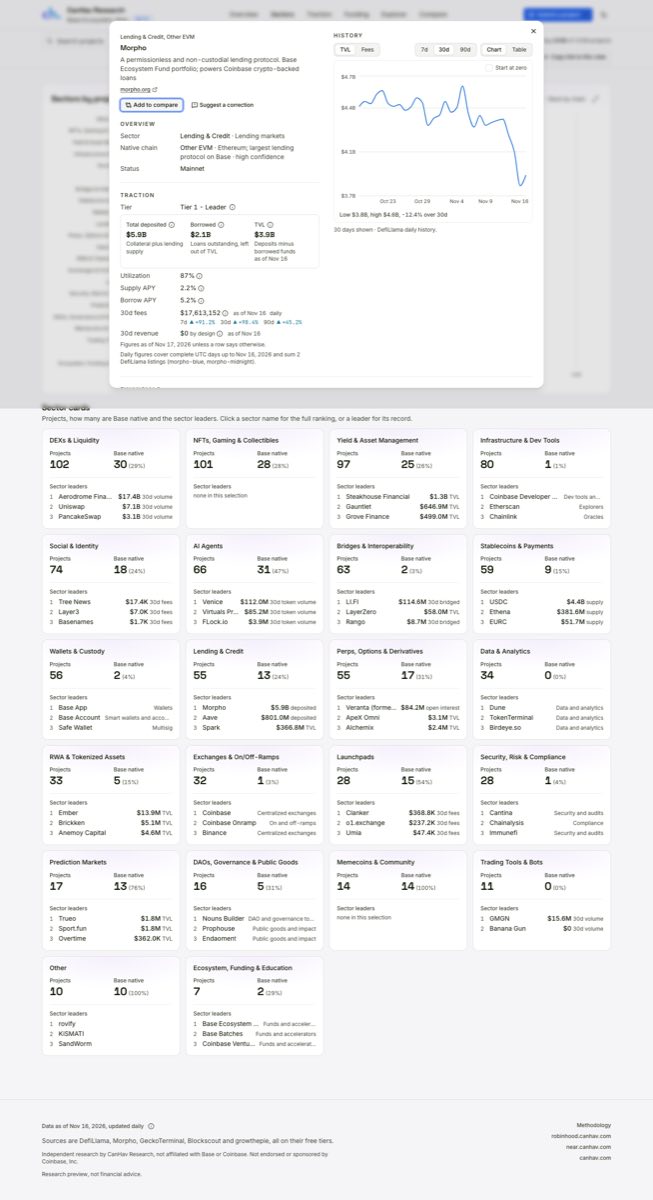 CanHav Research
Overview
Sectors
Traction
Funding
Explorer
Compare
Lending & Credit, Other EVM
Morpho
A permissionless and non-custodial lending protocol. Base
Ecosystem Fund portfolio; powers Coinbase crypto-backed
loans
morpho.org
Add to compare
Suggest a correction
OVERVIEW
Sector
Lending & Credit · Lending markets
Native chain
Other EVM · Ethereum; largest lending
protocol on Base · high confidence
Status
Mainnet
TRACTION
Tier
Tier 1 - Leader
Total deposited
$5.9B
Collateral plus lending
supply
Borrowed
$2.1B
Loans outstanding, left
out of TVL
TVL
$3.9B
Deposits minus
borrowed funds
as of Nov 16
Utilization
87%
Supply APY
2.2%
Borrow APY
5.2%
30d fees
$17,613,152
as of Nov 16 daily
7d ▲ +91.2% 30d ▲ +98.4% 90d ▲ +45.2%
30d revenue
$0 by design
as of Nov 16
Figures as of Nov 17, 2026 unless a row says otherwise.
Daily figures cover complete UTC days up to Nov 16, 2026 and sum 2
DefiLlama listings (morpho-blue, morpho-midnight).
HISTORY
TVL
Fees
7d
30d
90d
Chart
Table
Start at zero
$4.7B
$4.4B
$4.1B
$3.7B
Oct 23
Oct 29
Nov 4
Nov 9
Nov 16
Low $3.8B, high $4.6B, -12.4% over 30d
30 days shown · DefiLlama daily history.
Sector cards
Projects, how many are Base native and the sector leaders. Click a sector name for the full ranking, or a leader for its record.
DEXs & Liquidity
Projects
Base native
102
30 (29%)
Sector leaders
1 Aerodrome Fina... $17.4B 30d volume
2 Uniswap $7.1B 30d volume
3 PancakeSwap $3.1B 30d volume
NFTs, Gaming & Collectibles
Projects
Base native
101
28 (28%)
Sector leaders
none in this selection
Yield & Asset Management
Projects
Base native
97
25 (26%)
Sector leaders
1 Steakhouse Financial $1.3B TVL
2 Gauntlet $646.9M TVL
3 Grove Finance $499.0M TVL
Infrastructure & Dev Tools
Projects
Base native
80
1 (1%)
Sector leaders
1 Coinbase Developer ... Dev tools an...
2 Etherscan Explorers
3 Chainlink Oracles
Social & Identity
Projects
Base native
74
18 (24%)
Sector leaders
1 Tree News $17.4K 30d fees
2 Layer3 $7.0K 30d fees
3 Basenames $1.7K 30d fees
AI Agents
Projects
Base native
66
31 (47%)
Sector leaders
1 Venice $112.0M 30d token volume
2 Virtuals Pr... $85.2M 30d token volume
3 FLock.io $3.9M 30d token volume
Bridges & Interoperability
Projects
Base native
63
2 (3%)
Sector leaders
1 LI.FI $114.6M 30d bridged
2 LayerZero $58.0M TVL
3 Rango $8.7M 30d bridged
Stablecoins & Payments
Projects
Base native
59
9 (15%)
Sector leaders
1 USDC $4.4B supply
2 Ethena $381.6M supply
3 EURC $51.7M supply
Wallets & Custody
Projects
Base native
56
2 (4%)
Sector leaders
1 Base App Wallets
2 Base Account Smart wallets and acco...
3 Safe Wallet Multisig
Lending & Credit
Projects
Base native
55
13 (24%)
Sector leaders
1 Morpho $5.9B deposited
2 Aave $801.0M deposited
3 Spark $366.8M TVL
Perps, Options & Derivatives
Projects
Base native
55
17 (31%)
Sector leaders
1 Veranta (forme... $84.2M open interest
2 ApeX Omni $3.1M TVL
3 Alchemix $2.4M TVL
Data & Analytics
Projects
Base native
34
0 (0%)
Sector leaders
1 Dune Data and analytics
2 TokenTerminal Data and analytics
3 Birdeye.so Data and analytics
RWA & Tokenized Assets
Projects
Base native
33
5 (15%)
Sector leaders
1 Ember $13.9M TVL
2 Brickken $5.1M TVL
3 Anemoy Capital $4.6M TVL
Exchanges & On/Off-Ramps
Projects
Base native
32
1 (3%)
Sector leaders
1 Coinbase Centralized exchanges
2 Coinbase Onramp On and off-ramps
3 Binance Centralized exchanges
Launchpads
Projects
Base native
28
15 (54%)
Sector leaders
1 Clanker $368.8K 30d fees
2 o1.exchange $237.2K 30d fees
3 Umia $47.4K 30d fees
Security, Risk & Compliance
Projects
Base native
28
1 (4%)
Sector leaders
1 Cantina Security and audits
2 Chainalysis Compliance
3 Immunefi Security and audits
Prediction Markets
Projects
Base native
17
13 (76%)
Sector leaders
1 Trueo $1.8M TVL
2 Sport.fun $1.8M TVL
3 Overtime $362.0K TVL
DAOs, Governance & Public Goods
Projects
Base native
16
5 (31%)
Sector leaders
1 Nouns Builder DAO and governance to...
2 Prophouse Public goods and impact
3 Endaoment Public goods and impact
Memecoins & Community
Projects
Base native
14
14 (100%)
Sector leaders
none in this selection
Trading Tools & Bots
Projects
Base native
11
0 (0%)
Sector leaders
1 GMGN $15.6M 30d volume
2 Banana Gun $0 30d volume
Other
Projects
Base native
10
10 (100%)
Sector leaders
1 rovify
2 KiSMATI
3 SandWorm
Ecosystem, Funding & Education
Projects
Base native
7
2 (29%)
Sector leaders
1 Base Ecosystem ... Funds and acceler...
2 Base Batches Funds and accelerators
3 Coinbase Ventu... Funds and accelerat...
Data as of Nov 16, 2026, updated daily
Sources are DefiLlama, Morpho, GeckoTerminal, Blockscout and growthepie, all on their free tiers.
Independent research by CanHav Research, not affiliated with Base or Coinbase. Not endorsed or sponsored by
Coinbase, Inc.
Research preview, not financial advice.
Methodology
robinhood.canhav.com
near.canhav.com
canhav.com